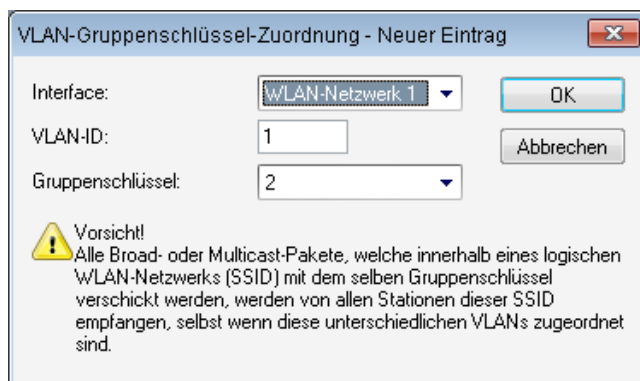 VLAN-Gruppenschlüssel-Zuordnung - Neuer Eintrag
Interface:
WLAN-Netzwerk 1
OK
VLAN-ID:
1
Abbrechen
Gruppenschlüssel:
2
Vorsicht!
Alle Broad- oder Multicast-Pakete, welche innerhalb eines logischen
WLAN-Netzwerks (SSID) mit dem selben Gruppenschlüssel
verschickt werden, werden von allen Stationen dieser SSID
empfangen, selbst wenn diese unterschiedlichen VLANs zugeordnet
sind.